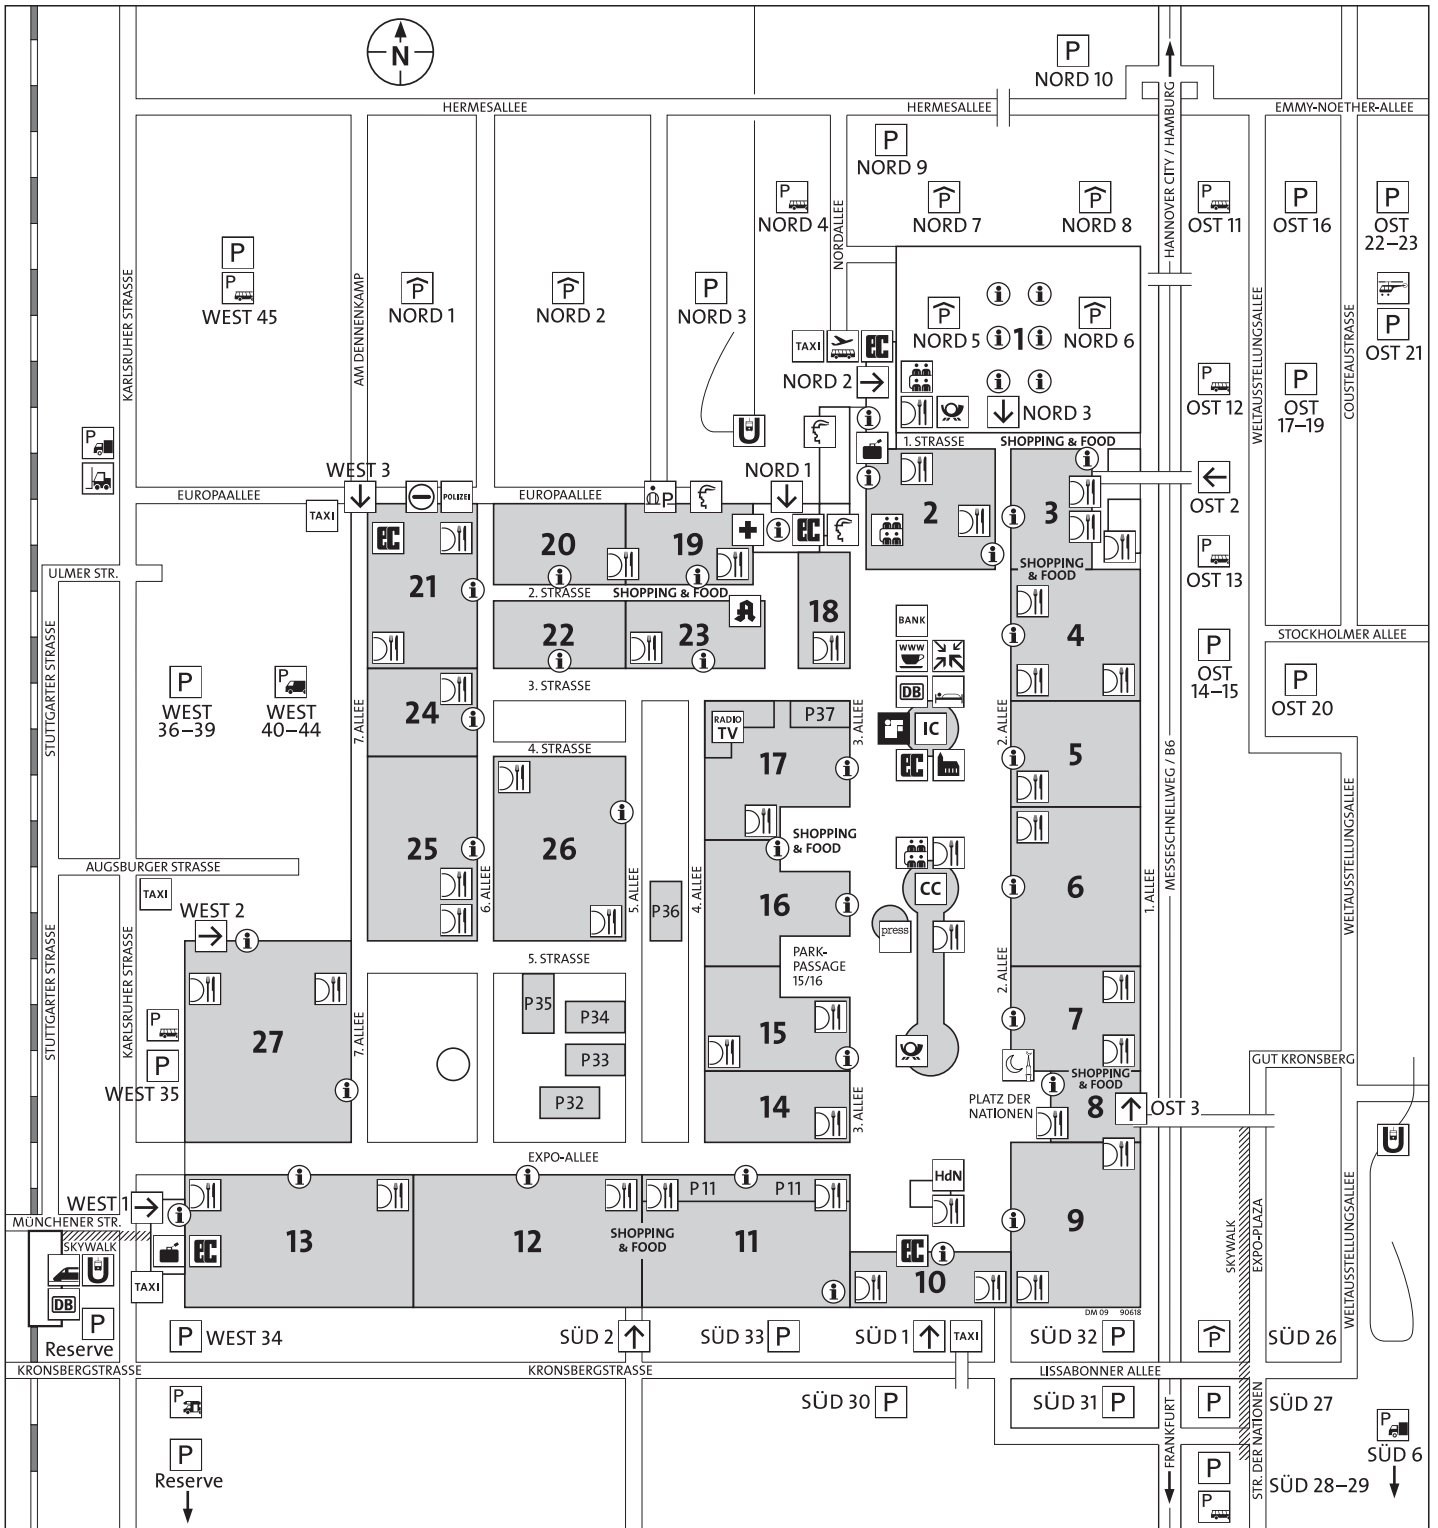 N
P
NORD 10
HERMESALLEE
HERMESALLEE
EMMY-NOETHER-ALLEE
HANNOVER CITY / HAMBURG
P
NORD 9
P
NORD 4
P
NORD 7
P
NORD 8
P
OST 11
P
OST 16
P
OST
22–23
P
P
WEST 45
KARLSRUHER STRASSE
AM DENNENKAMP
P
NORD 1
P
NORD 2
P
NORD 3
NORDALLEE
P
NORD 5
P
NORD 6
1
P
OST 21
WELTAUSSTELLUNGSALLEE
COUSTEAUSTRASSE
TAXI
EC
NORD 2
NORD 3
P
OST 12
P
OST
17–19
U
P
1. STRASSE
SHOPPING & FOOD
WEST 3
NORD 1
OST 2
EUROPAALLEE
TAXI
POLIZEI
EUROPAALLEE
P
EC
EC
2
3
20
19
21
ULMER STR.
2. STRASSE
SHOPPING & FOOD
A
SHOPPING
& FOOD
P
OST 13
22
23
18
BANK
WWW
4
STOCKHOLMER ALLEE
P
OST
14–15
P
OST 20
STUTTGARTER STRASSE
P
WEST
36–39
P
WEST
40–44
7. ALLEE
24
3. STRASSE
DB
2. ALLEE
RADIO
TV
P37
3. ALLEE
IC
17
4. STRASSE
EC
5
MESSESCHNELLWEG / B6
SHOPPING
& FOOD
25
26
AUGSBURGER STRASSE
TAXI
WEST 2
6. ALLEE
5. ALLEE
P36
4. ALLEE
16
CC
press
6
1. ALLEE
WELTAUSSTELLUNGSALLEE
STUTTGARTER STRASSE
KARLSRUHER STRASSE
PARK-
PASSAGE
15/16
5. STRASSE
2. ALLEE
27
7. ALLEE
P35
P34
P33
P32
15
7
P
P
WEST 35
GUT KRONSBERG
SHOPPING
& FOOD
PLATZ DER
NATIONEN
8
OST 3
14
3. ALLEE
U
EXPO-ALLEE
HdN
WEST 1
MÜNCHENER STR.
SKYWALK
13
12
SHOPPING
& FOOD
P 11
P 11
11
9
SKYWALK
EXPO-PLAZA
WELTAUSSTELLUNGSALLEE
EC
EC
10
U
DB
TAXI
P
Reserve
P
WEST 34
SÜD 2
SÜD 33
P
SÜD 1
TAXI
DM 09 90618
SÜD 32
P
P
SÜD 26
KRONSBERGSTRASSE
KRONSBERGSTRASSE
LISSABONNER ALLEE
P
SÜD 30
P
SÜD 31
P
P
SÜD 27
FRANKFURT
STR. DER NATIONEN
P
SÜD 6
P
Reserve
P
P
SÜD 28–29